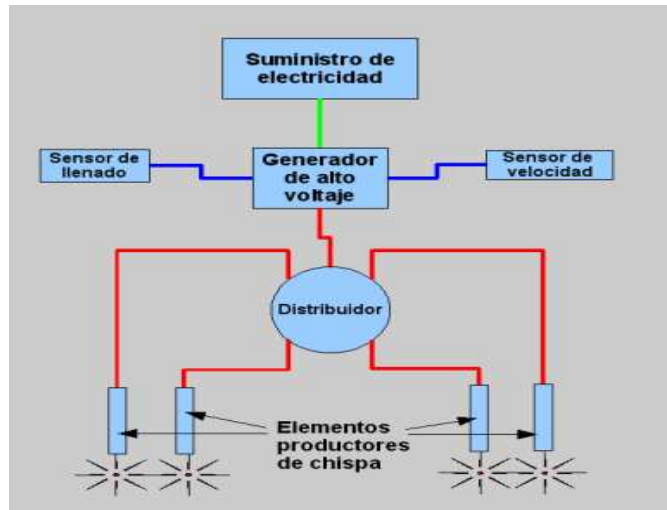 Suministro de
electricidad
Sensor de
llenado
Generador
de alto
voltaje
Sensor de
velocidad
Distribuidor
Elementos
productores
de chispa